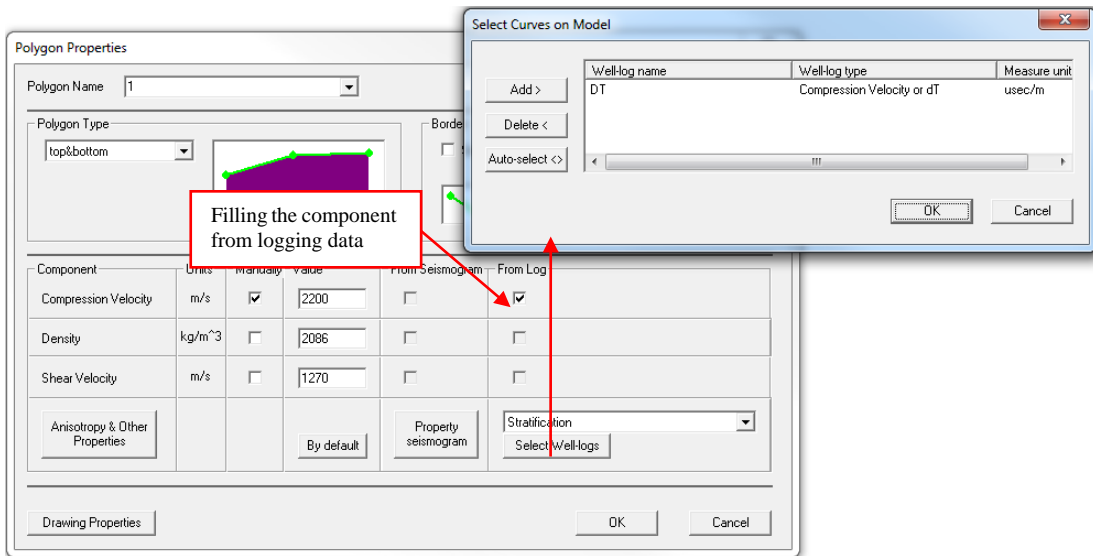 Select Curves on Model
Add >
Delete <
Auto-select <>
Well-log name Well-log type Measure unit
DT Compression Velocity or dT usec/m
OK Cancel
Polygon Properties
Polygon Name 1
Polygon Type
top&bottom
Filling the component
from logging data
Component Units Manually Value From Seismogram From Log
Compression Velocity m/s 2200
Density kg/m^3 2086
Shear Velocity m/s 1270
Anisotropy & Other
Properties
By default
Property
seismogram
Stratification
Select Well-logs
Drawing Properties
OK Cancel